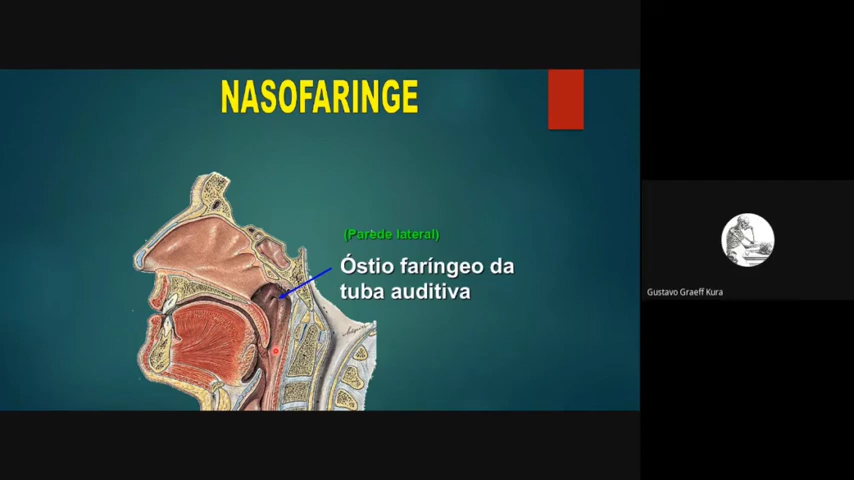 NASOFARINGE
(Parede lateral)
Óstio faríngeo da
tuba auditiva
Gustavo Graeff Kura